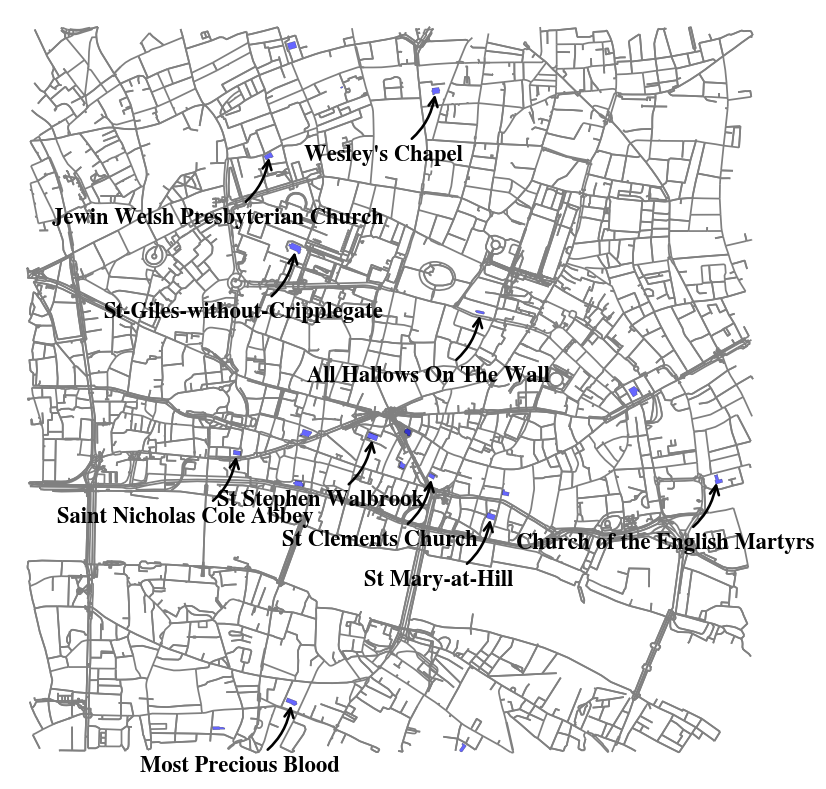 Wesley's Chapel
Jewin Welsh Presbyterian Church
St-Giles-without-Cripplegate
All Hallows On The Wall
St Stephen Walbrook
Saint Nicholas Cole Abbey
St Clements Church
Church of the English Martyrs
St Mary-at-Hill
Most Precious Blood